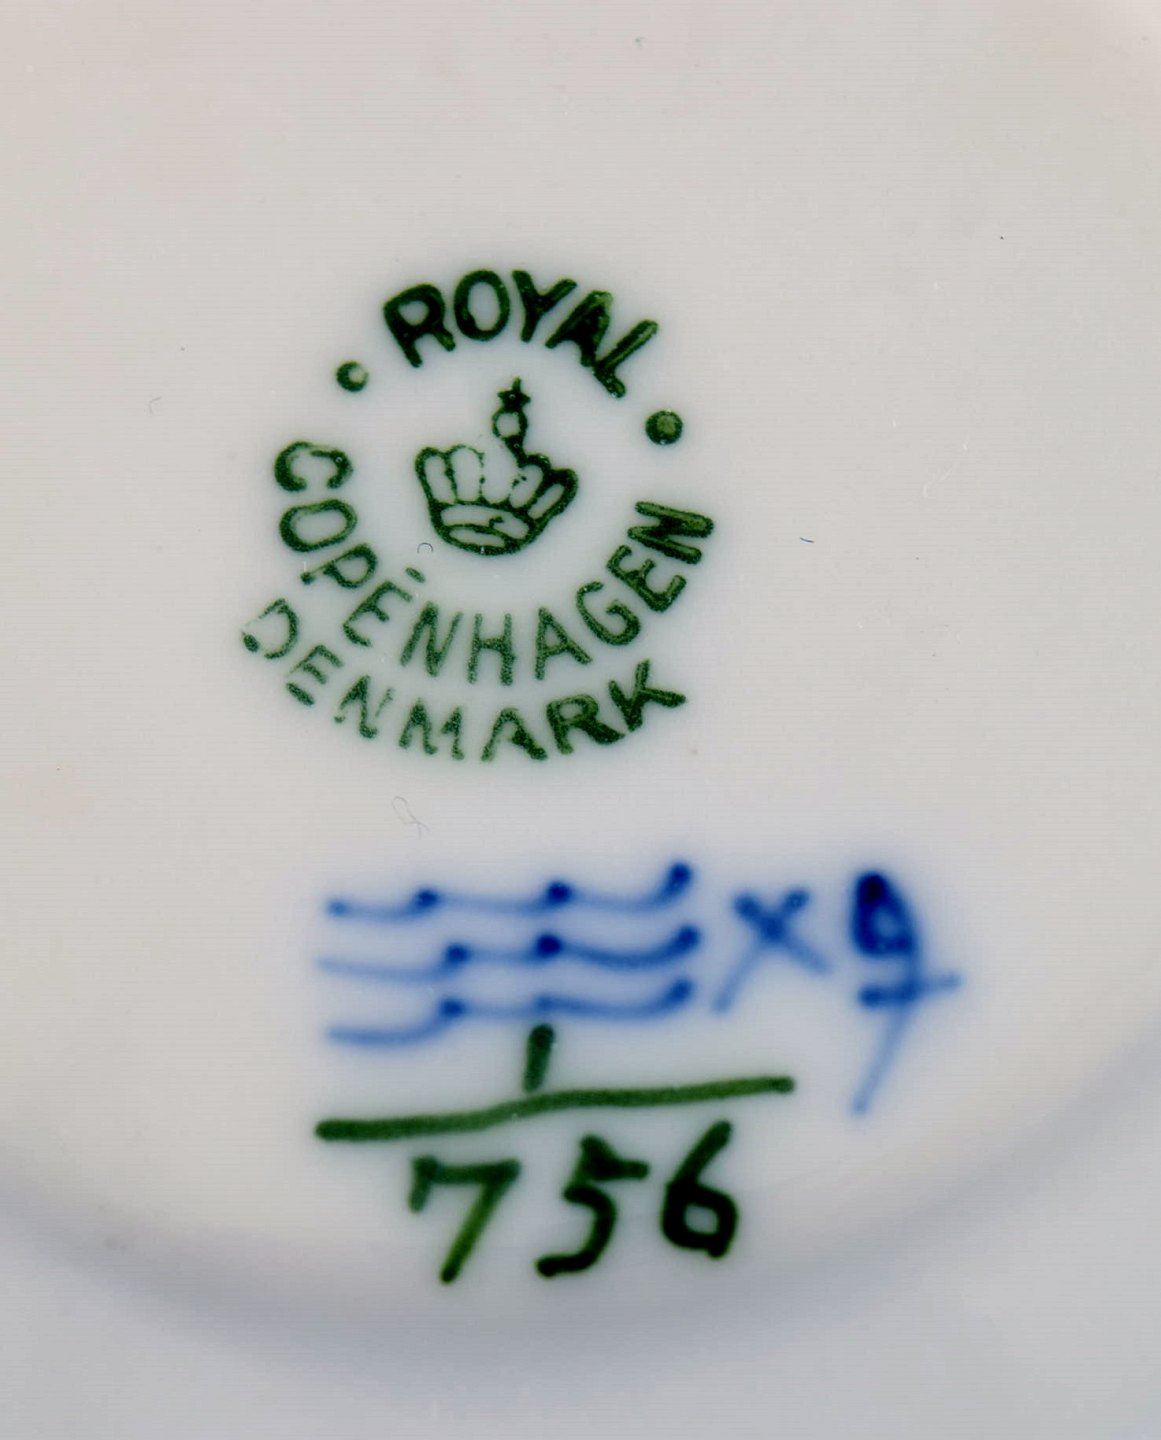 ROYAL
COPENHAGEN
DENMARK
1
756